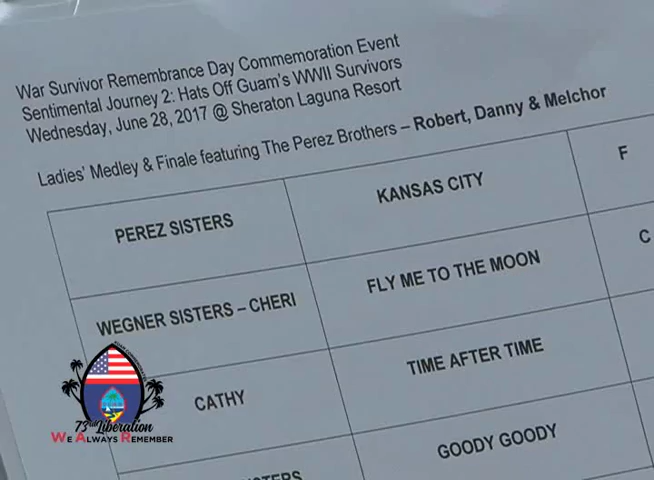 War Survivor Remembrance Day Commemoration Event
Sentimental Journey 2: Hats Off Guam's WWII Survivors
Wednesday, June 28, 2017 @ Sheraton Laguna Resort
Ladies' Medley & Finale featuring The Perez Brothers – Robert, Danny & Melchor
PEREZ SISTERS KANSAS CITY F
WEGNER SISTERS – CHERI FLY ME TO THE MOON C
CATHY TIME AFTER TIME
GOODY GOODY
73rd Liberation
WE ALWAYS REMEMBER